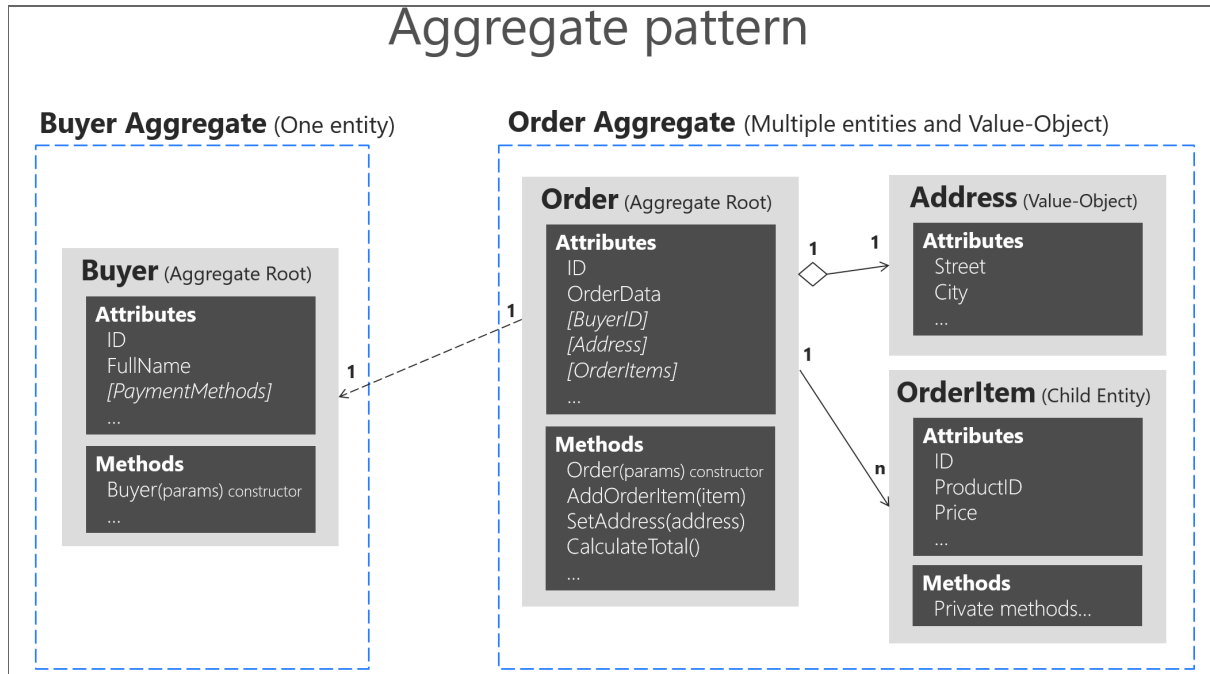 Aggregate pattern
Buyer Aggregate (One entity)
Buyer (Aggregate Root)
Attributes
ID
FullName
[PaymentMethods]
...
Methods
Buyer(params) constructor
...
1
1
Order Aggregate (Multiple entities and Value-Object)
Order (Aggregate Root)
Attributes
ID
OrderData
[BuyerID]
[Address]
[OrderItems]
...
Methods
Order(params) constructor
AddOrderItem(item)
SetAddress(address)
CalculateTotal()
...
1
1
Address (Value-Object)
Attributes
Street
City
...
1
n
OrderItem (Child Entity)
Attributes
ID
ProductID
Price
...
Methods
Private methods...